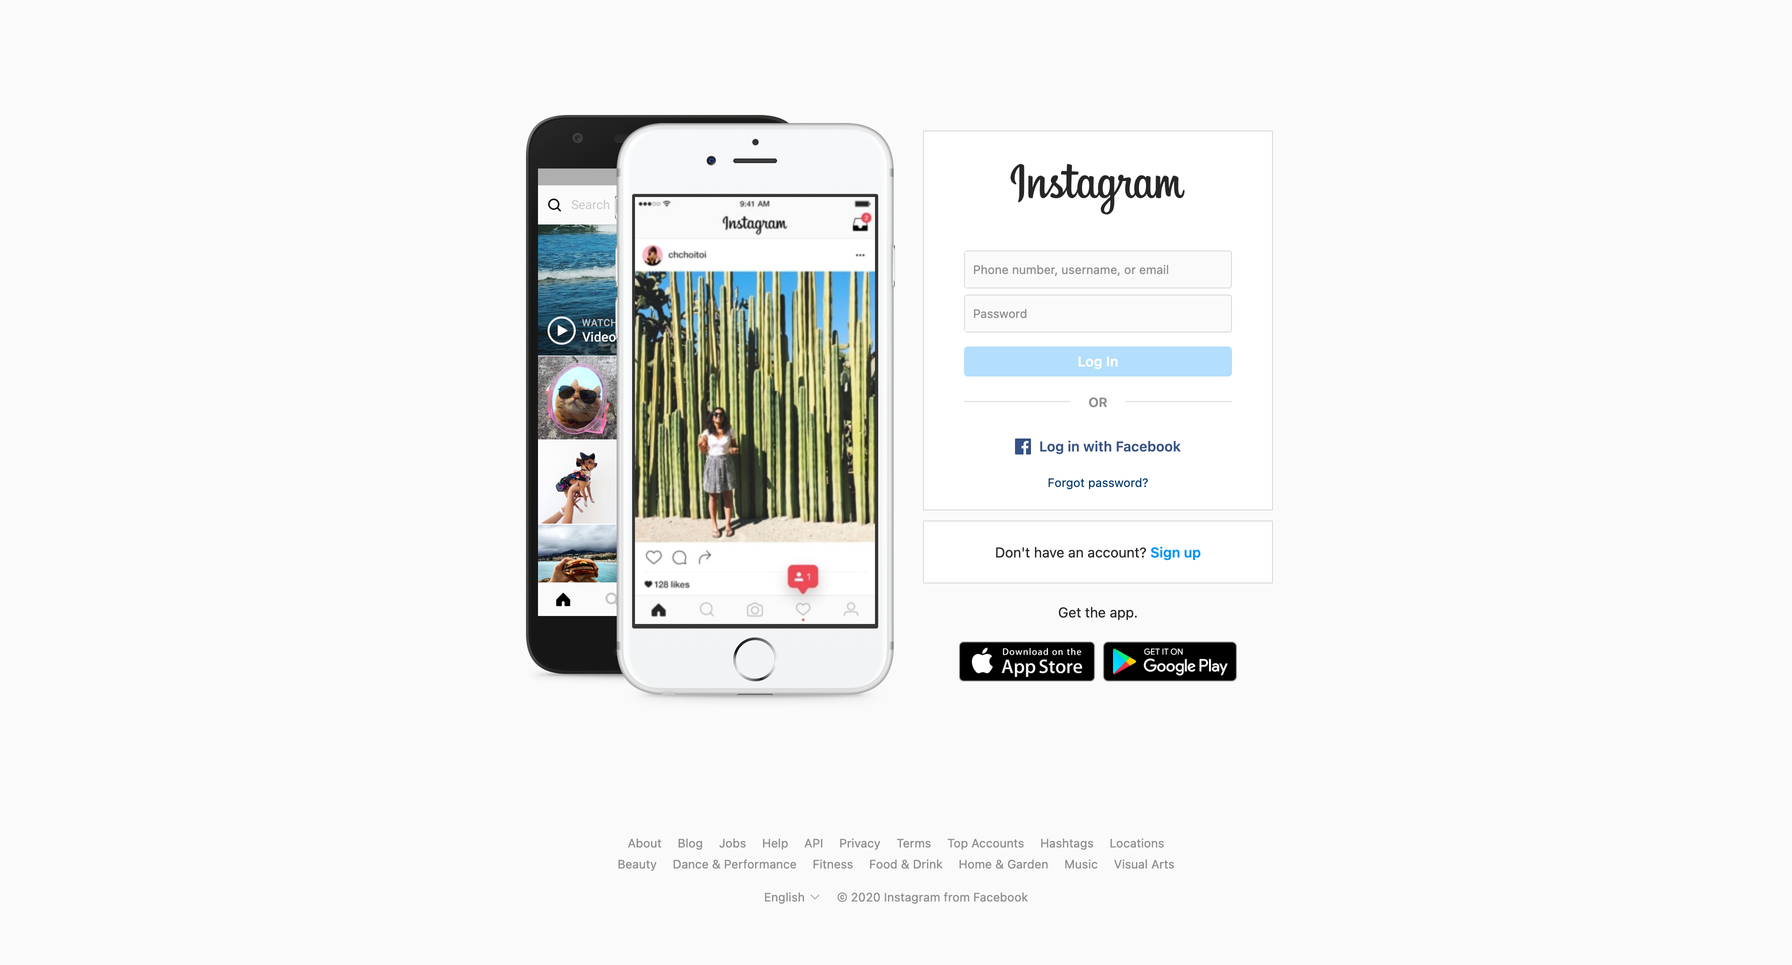 Search
WATCH
Video
9:41 AM
Instagram
2
chchoitoi
128 likes
1
Instagram
Phone number, username, or email
Password
Log In
OR
Log in with Facebook
Forgot password?
Don't have an account? Sign up
Get the app.
Download on the
App Store
GET IT ON
Google Play
About Blog Jobs Help API Privacy Terms Top Accounts Hashtags Locations
Beauty Dance & Performance Fitness Food & Drink Home & Garden Music Visual Arts
English © 2020 Instagram from Facebook